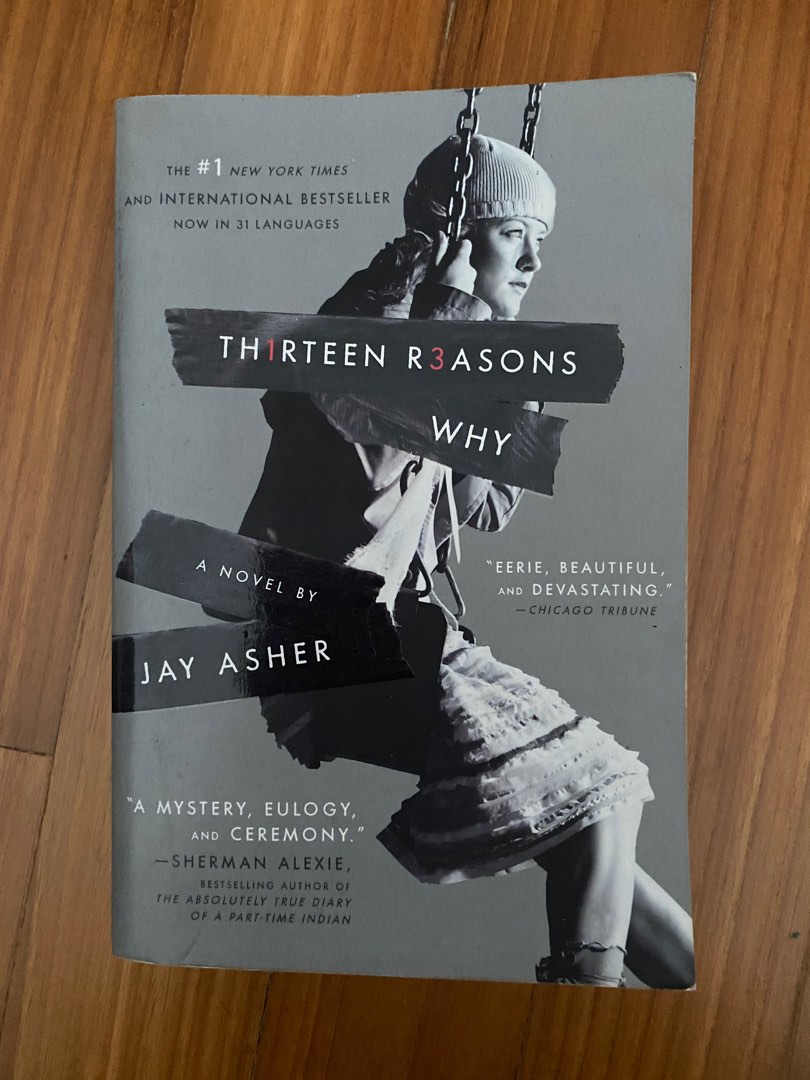 THE #1 NEW YORK TIMES
AND INTERNATIONAL BESTSELLER
NOW IN 31 LANGUAGES
TH1RTEEN R3ASONS
WHY
"EERIE, BEAUTIFUL,
AND DEVASTATING."
—CHICAGO TRIBUNE
A NOVEL BY
JAY ASHER
"A MYSTERY, EULOGY,
AND CEREMONY."
—SHERMAN ALEXIE,
BESTSELLING AUTHOR OF
THE ABSOLUTELY TRUE DIARY
OF A PART-TIME INDIAN